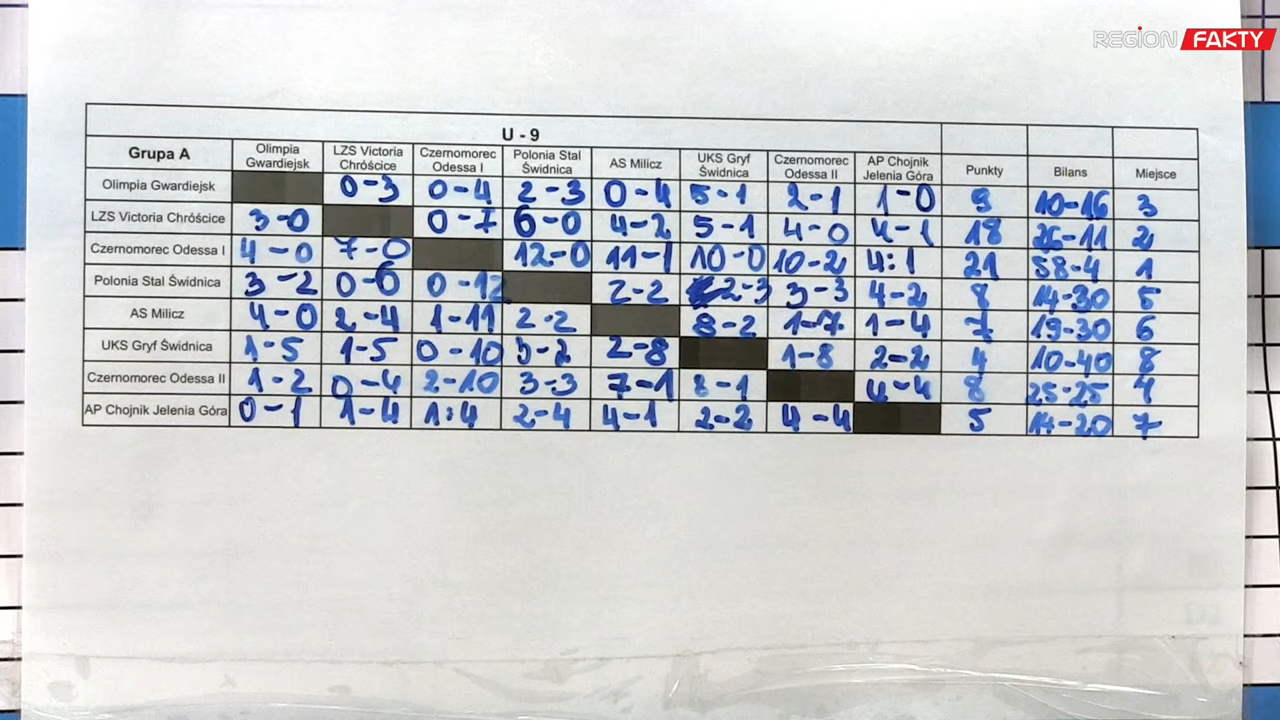 REGION FAKTY
U - 9
Grupa A Olimpia Gwardiejsk LZS Victoria Chróścice Czernomorec Odessa I Polonia Stal Świdnica AS Milicz UKS Gryf Świdnica Czernomorec Odessa II AP Chojnik Jelenia Góra Punkty Bilans Miejsce
Olimpia Gwardiejsk 0-3 0-4 2-3 0-4 5-1 2-1 1-0 9 10-16 3
LZS Victoria Chróścice 3-0 0-7 6-0 4-2 5-1 4-0 4-1 18 26-11 2
Czernomorec Odessa I 4-0 7-0 12-0 11-1 10-0 10-2 4:1 21 58-4 1
Polonia Stal Świdnica 3-2 0-6 0-12 2-2 2-3 3-3 4-2 8 14-30 5
AS Milicz 4-0 2-4 1-11 2-2 8-2 1-7 1-4 7 19-30 6
UKS Gryf Świdnica 1-5 1-5 0-10 3-2 2-8 1-8 2-2 4 10-40 8
Czernomorec Odessa II 1-2 0-4 2-10 3-3 7-1 8-1 4-4 8 25-25 4
AP Chojnik Jelenia Góra 0-1 1-4 1:4 2-4 4-1 2-2 4-4 5 14-20 7